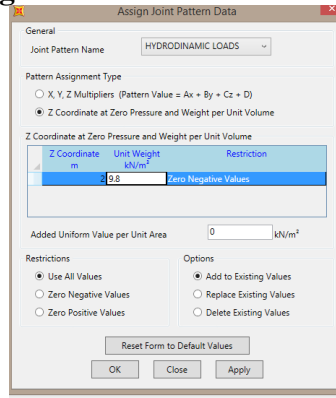 Assign Joint Pattern Data
General
Joint Pattern Name HYDRODINAMIC LOADS
Pattern Assignment Type
X, Y, Z Multipliers (Pattern Value = Ax + By + Cz + D)
Z Coordinate at Zero Pressure and Weight per Unit Volume
Z Coordinate at Zero Pressure and Weight per Unit Volume
Z Coordinate Unit Weight Restriction
m kN/m³
2 9.8 Zero Negative Values
Added Uniform Value per Unit Area 0 kN/m²
Restrictions Options
Use All Values Add to Existing Values
Zero Negative Values Replace Existing Values
Zero Positive Values Delete Existing Values
Reset Form to Default Values
OK Close Apply